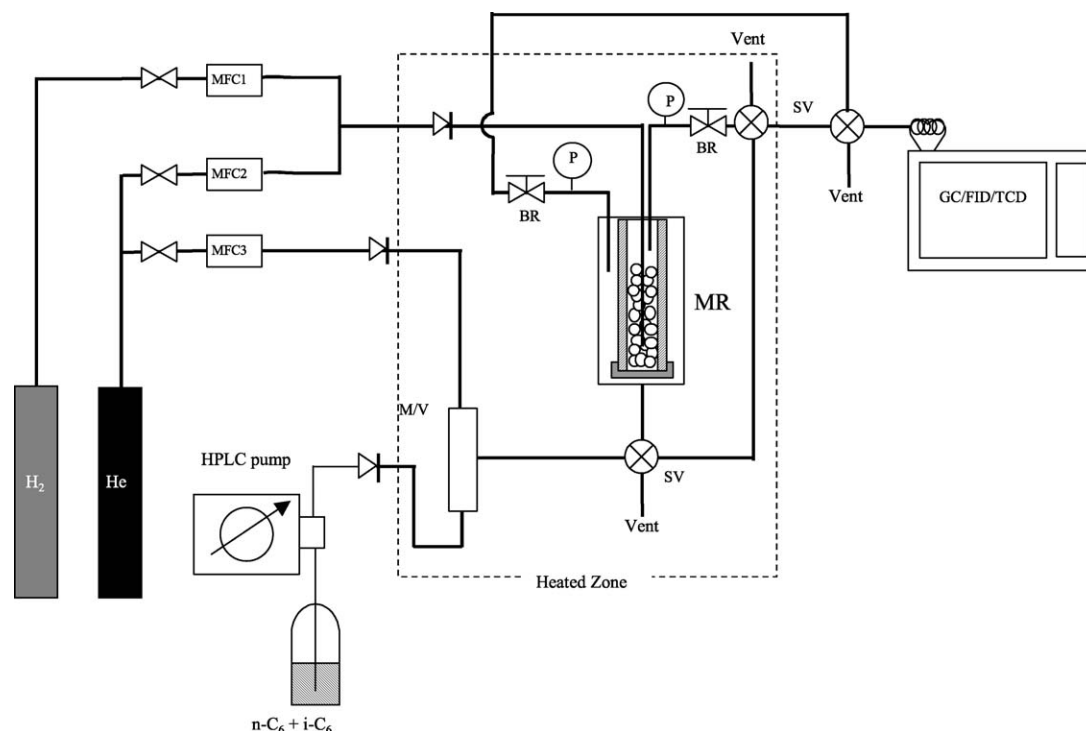 Vent
MFC1
P
SV
BR
MFC2
P
Vent
GC/FID/TCD
BR
MFC3
MR
M/V
HPLC pump
SV
H₂
He
Vent
Heated Zone
n-C₆ + i-C₆